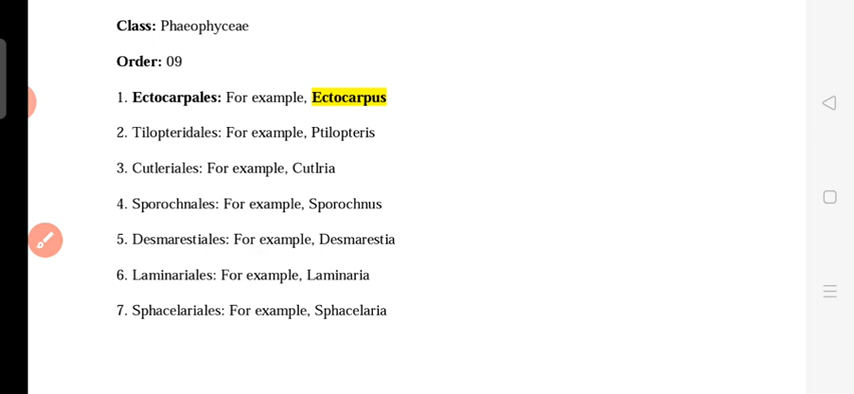 Class: Phaeophyceae
Order: 09
1. Ectocarpales: For example, Ectocarpus
2. Tilopteridales: For example, Ptilopteris
3. Cutleriales: For example, Cutlria
4. Sporochnales: For example, Sporochnus
5. Desmarestiales: For example, Desmarestia
6. Laminariales: For example, Laminaria
7. Sphacelariales: For example, Sphacelaria